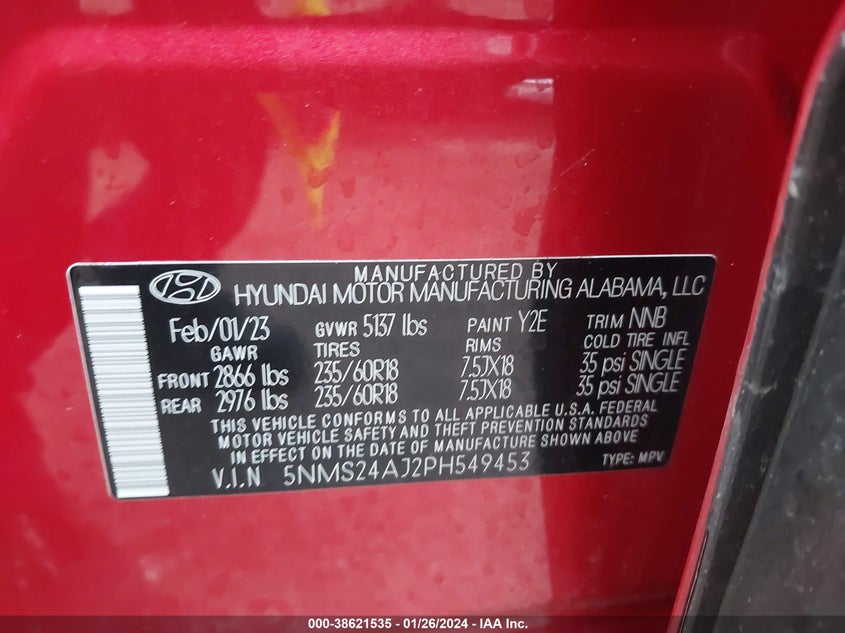 MANUFACTURED BY
HYUNDAI MOTOR MANUFACTURING ALABAMA, LLC
Feb/01/23 GVWR 5137 lbs PAINT Y2E TRIM NNB
GAWR TIRES RIMS COLD TIRE INFL
FRONT 2866 lbs 235/60R18 7.5JX18 35 psi SINGLE
REAR 2976 lbs 235/60R18 7.5JX18 35 psi SINGLE
THIS VEHICLE CONFORMS TO ALL APPLICABLE U.S.A. FEDERAL
MOTOR VEHICLE SAFETY AND THEFT PREVENTION STANDARDS
IN EFFECT ON THE DATE OF MANUFACTURE SHOWN ABOVE
V.I.N 5NMS24AJ2PH549453 TYPE: MPV
000-38621535 - 01/26/2024 - IAA Inc.